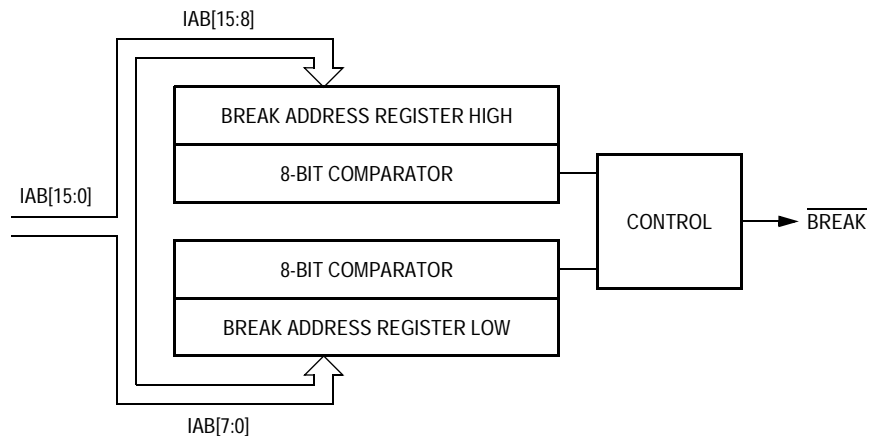 IAB[15:8]
BREAK ADDRESS REGISTER HIGH
8-BIT COMPARATOR
IAB[15:0]
CONTROL
BREAK
8-BIT COMPARATOR
BREAK ADDRESS REGISTER LOW
IAB[7:0]